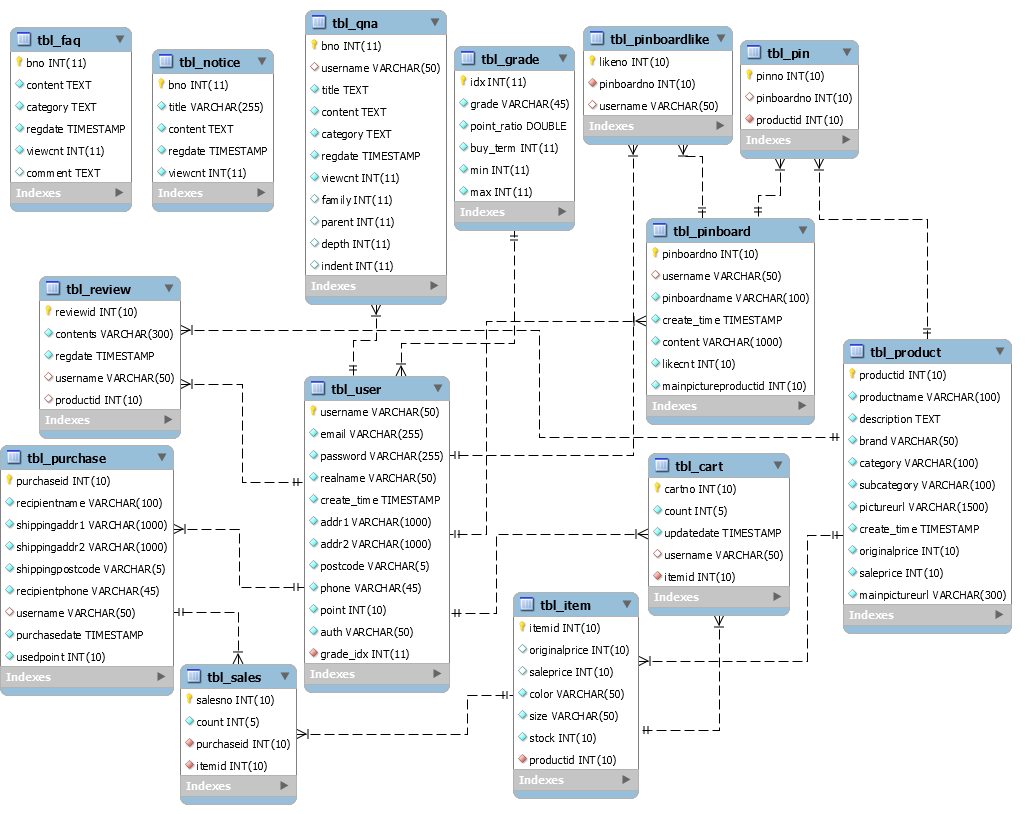 tbl_faq
bno INT(11)
content TEXT
category TEXT
regdate TIMESTAMP
viewcnt INT(11)
comment TEXT
Indexes
tbl_notice
bno INT(11)
title VARCHAR(255)
content TEXT
regdate TIMESTAMP
viewcnt INT(11)
Indexes
tbl_qna
bno INT(11)
username VARCHAR(50)
title TEXT
content TEXT
category TEXT
regdate TIMESTAMP
viewcnt INT(11)
family INT(11)
parent INT(11)
depth INT(11)
indent INT(11)
Indexes
tbl_grade
idx INT(11)
grade VARCHAR(45)
point_ratio DOUBLE
buy_term INT(11)
min INT(11)
max INT(11)
Indexes
tbl_pinboardlike
likeno INT(10)
pinboardno INT(10)
username VARCHAR(50)
Indexes
tbl_pin
pinno INT(10)
pinboardno INT(10)
productid INT(10)
Indexes
tbl_pinboard
pinboardno INT(10)
username VARCHAR(50)
pinboardname VARCHAR(100)
create_time TIMESTAMP
content VARCHAR(1000)
likecnt INT(10)
mainpictureproductid INT(10)
Indexes
tbl_review
reviewid INT(10)
contents VARCHAR(300)
regdate TIMESTAMP
username VARCHAR(50)
productid INT(10)
Indexes
tbl_user
username VARCHAR(50)
email VARCHAR(255)
password VARCHAR(255)
realname VARCHAR(50)
create_time TIMESTAMP
addr1 VARCHAR(1000)
addr2 VARCHAR(1000)
postcode VARCHAR(5)
phone VARCHAR(45)
point INT(10)
auth VARCHAR(50)
grade_idx INT(11)
Indexes
tbl_product
productid INT(10)
productname VARCHAR(100)
description TEXT
brand VARCHAR(50)
category VARCHAR(100)
subcategory VARCHAR(100)
pictureurl VARCHAR(1500)
create_time TIMESTAMP
originalprice INT(10)
saleprice INT(10)
mainpictureurl VARCHAR(300)
Indexes
tbl_purchase
purchaseid INT(10)
recipientname VARCHAR(100)
shippingaddr1 VARCHAR(1000)
shippingaddr2 VARCHAR(1000)
shippingpostcode VARCHAR(5)
recipientphone VARCHAR(45)
username VARCHAR(50)
purchasedate TIMESTAMP
usedpoint INT(10)
Indexes
tbl_cart
cartno INT(10)
count INT(5)
updatedate TIMESTAMP
username VARCHAR(50)
itemid INT(10)
Indexes
tbl_item
itemid INT(10)
originalprice INT(10)
saleprice INT(10)
color VARCHAR(50)
size VARCHAR(50)
stock INT(10)
productid INT(10)
Indexes
tbl_sales
salesno INT(10)
count INT(5)
purchaseid INT(10)
itemid INT(10)
Indexes